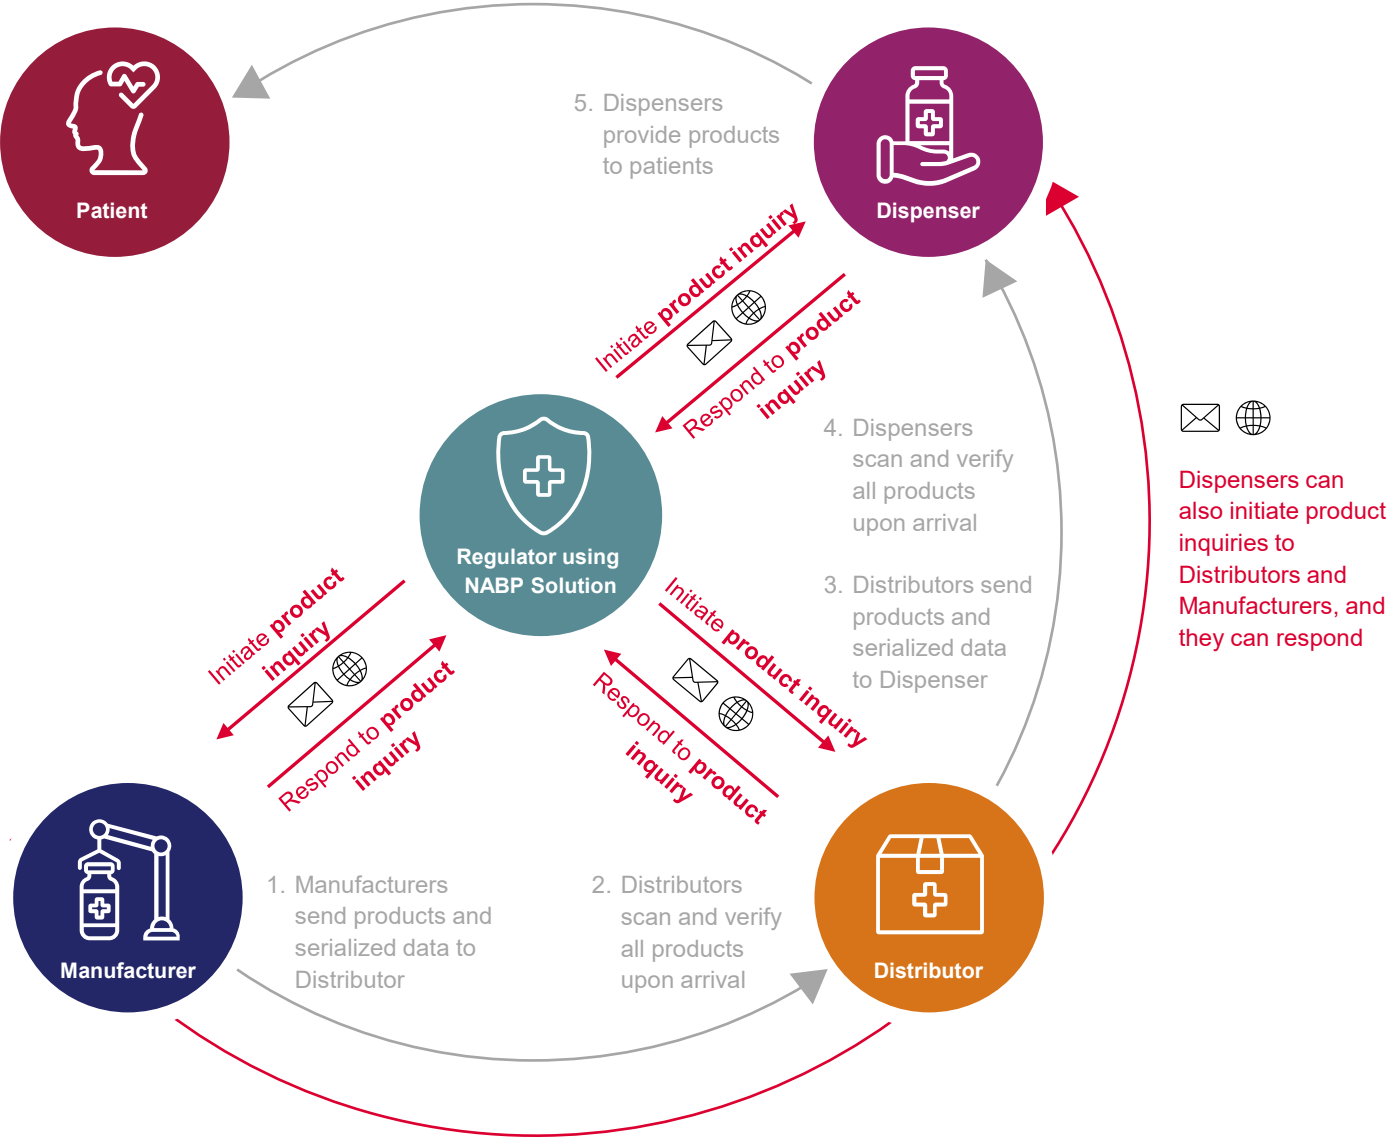 5. Dispensers
provide products
to patients
Patient
Dispenser
Initiate product inquiry
Respond to product
inquiry
4. Dispensers
scan and verify
all products
upon arrival
Dispensers can
also initiate product
inquiries to
Distributors and
Manufacturers, and
they can respond
Regulator using
NABP Solution
3. Distributors send
products and
serialized data
to Dispenser
Initiate product
inquiry
Respond to product
inquiry
Initiate product inquiry
Respond to product
inquiry
1. Manufacturers
send products and
serialized data to
Distributor
2. Distributors
scan and verify
all products
upon arrival
Manufacturer
Distributor